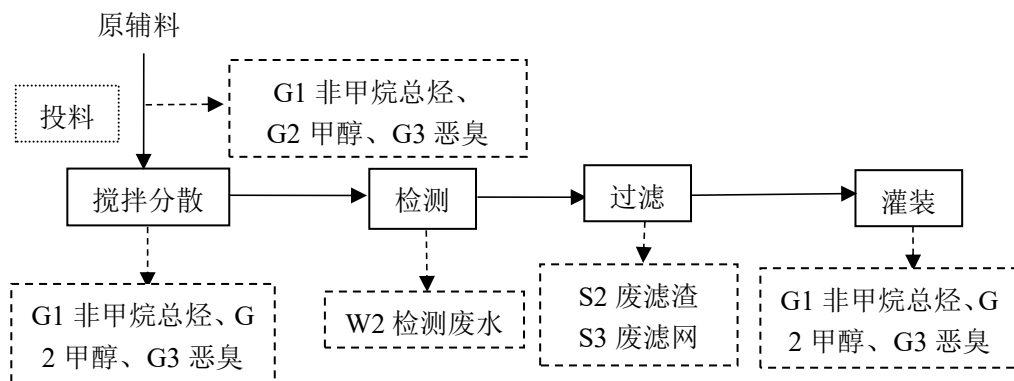 原辅料
投料
G1 非甲烷总烃、
G2 甲醇、G3 恶臭
搅拌分散
检测
过滤
灌装
G1 非甲烷总烃、G
2 甲醇、G3 恶臭
W2 检测废水
S2 废滤渣
S3 废滤网
G1 非甲烷总烃、G
2 甲醇、G3 恶臭